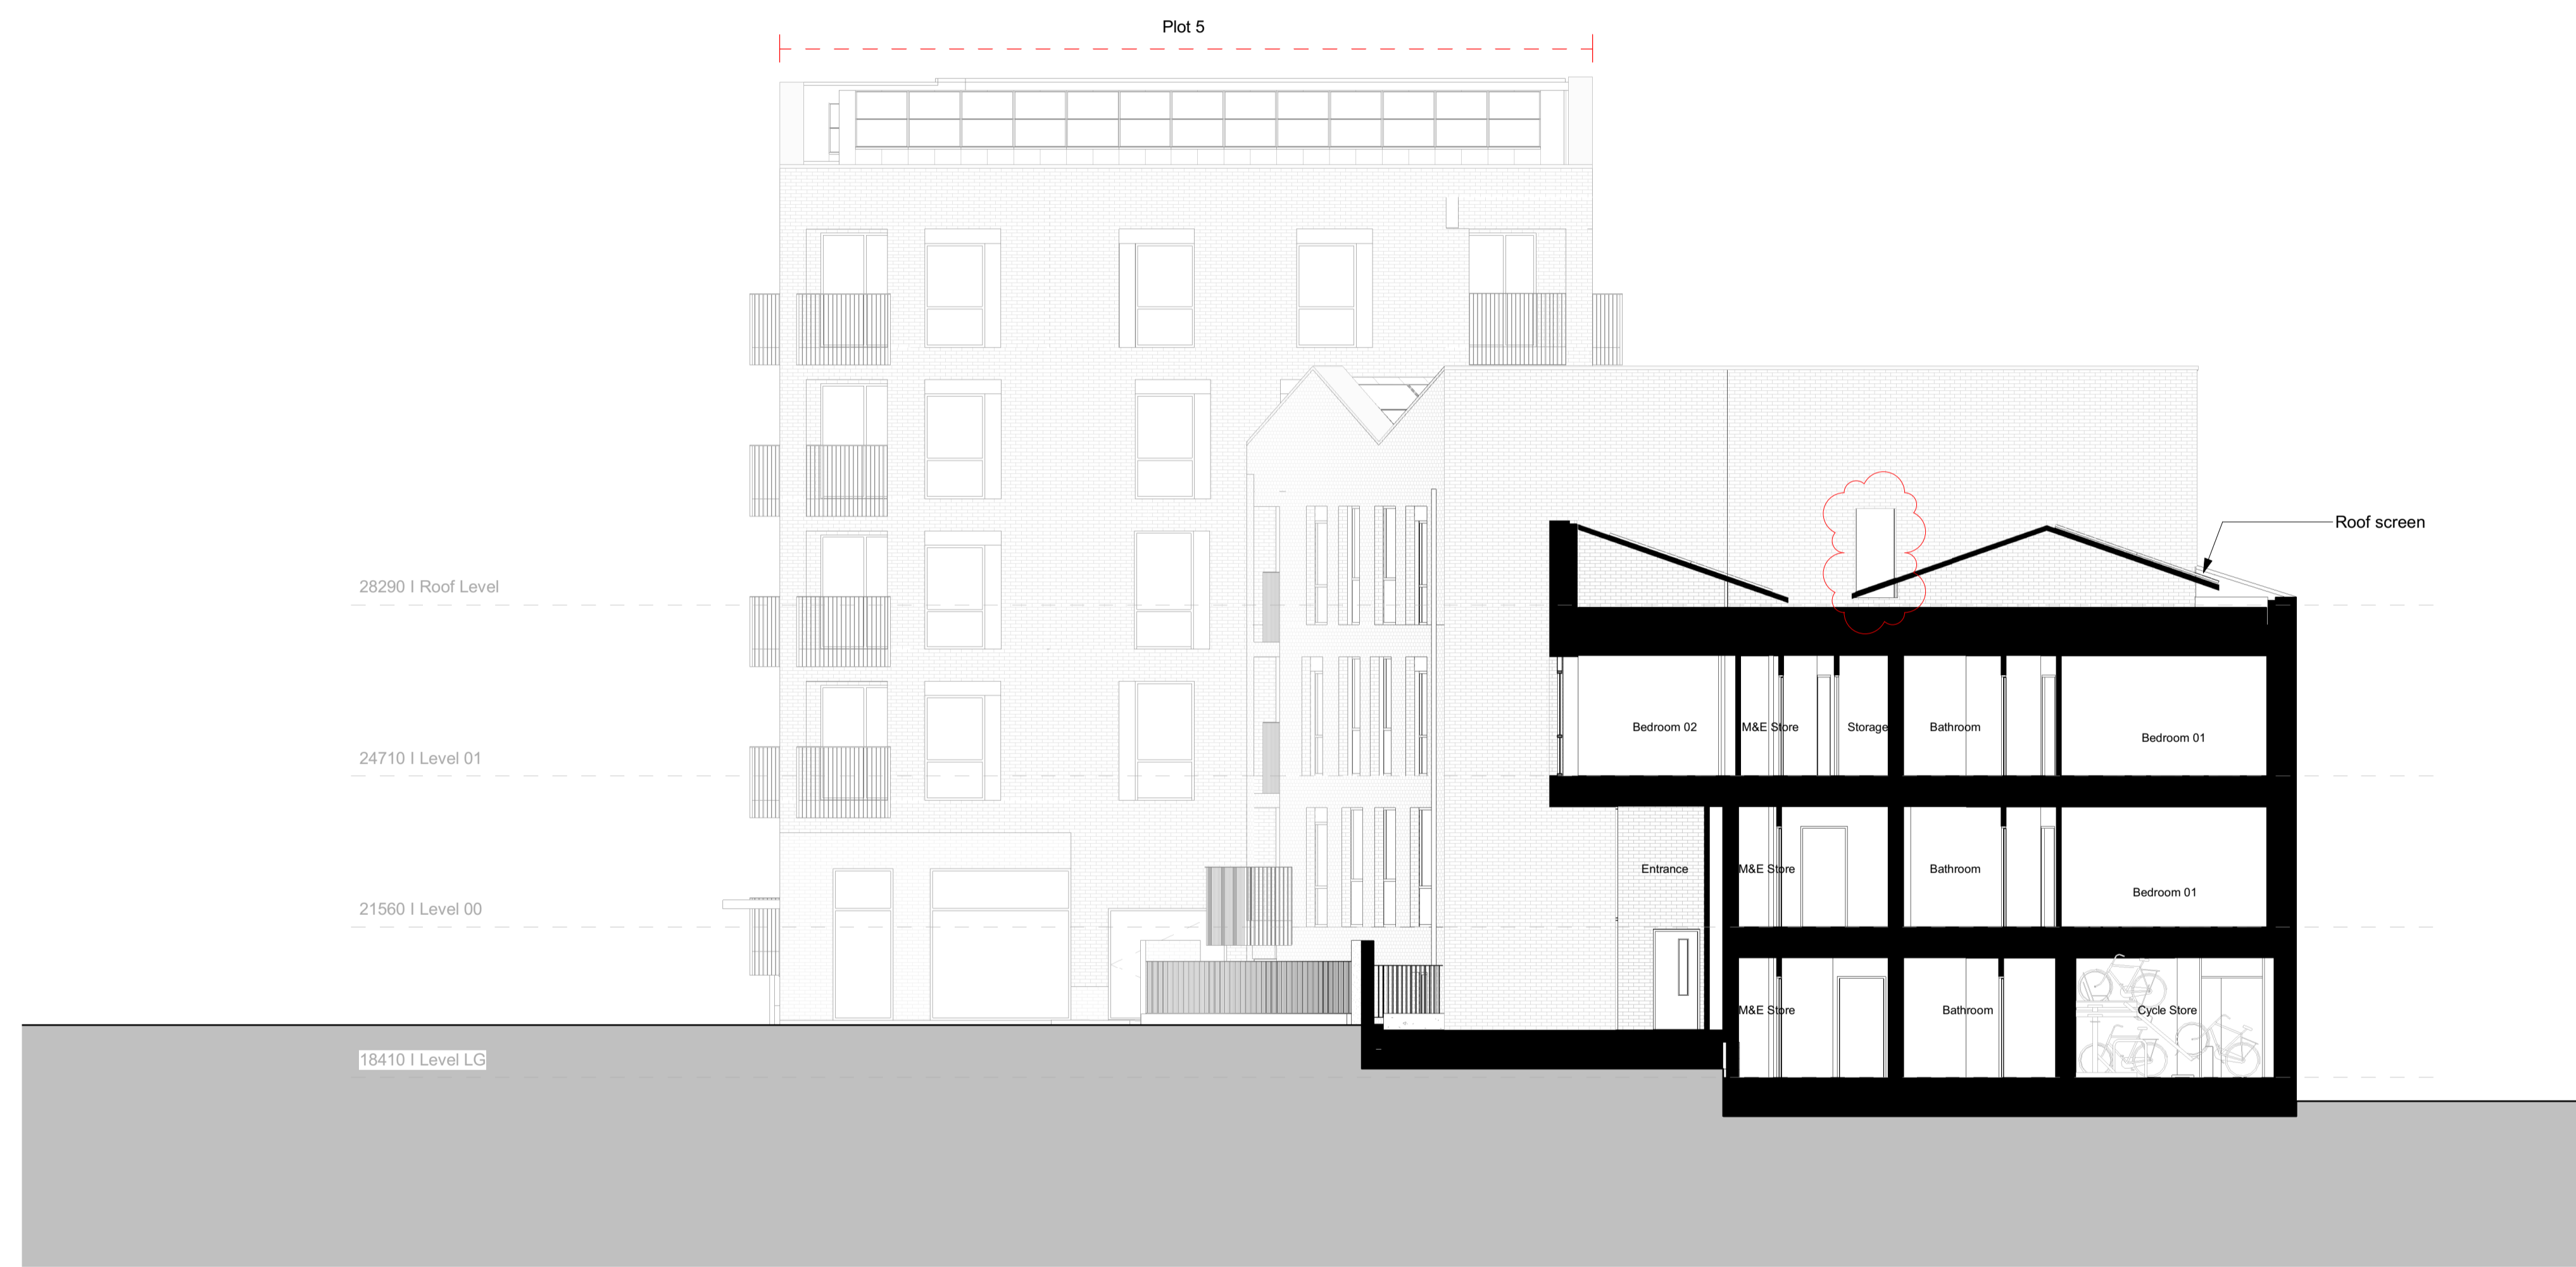 Plot 5
Roof screen
28290 I Roof Level
Bedroom 02
M&E Store
Storage
Bathroom
Bedroom 01
24710 I Level 01
Entrance
M&E Store
Bathroom
Bedroom 01
21560 I Level 00
M&E Store
Bathroom
Cycle Store
18410 I Level LG